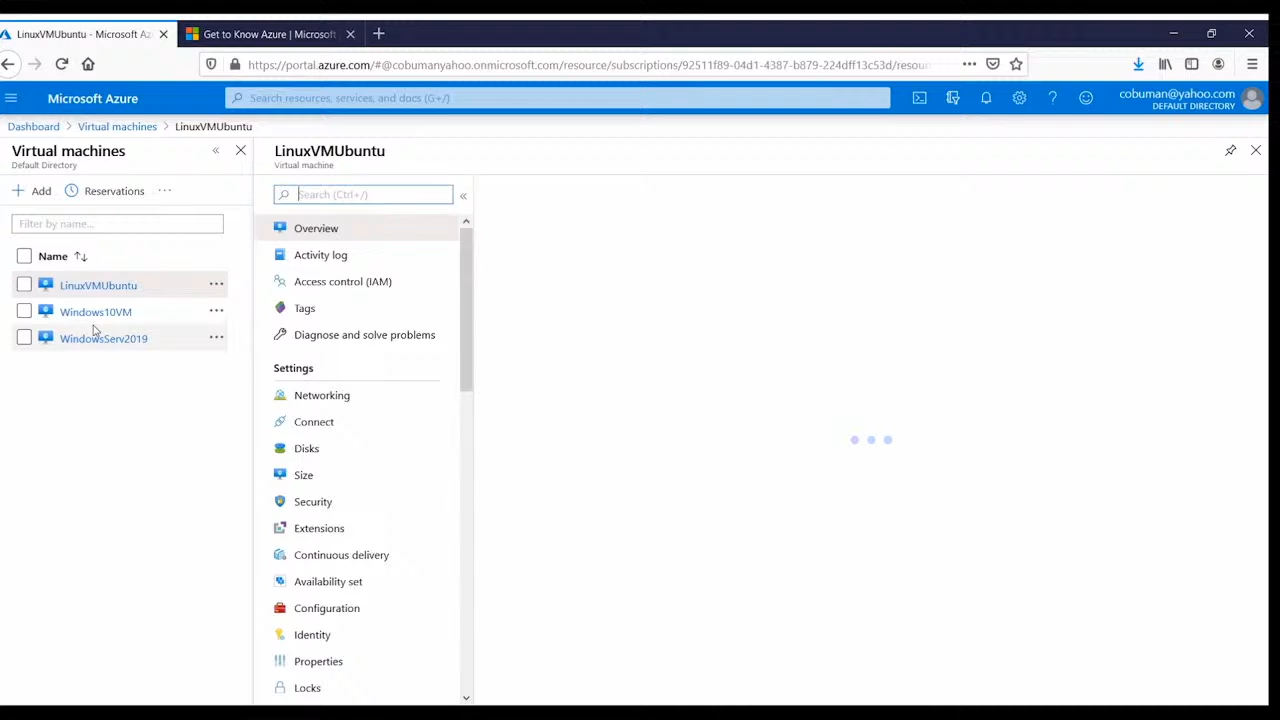 LinuxVMUbuntu - Microsoft Az
Get to Know Azure | Microsoft
https://portal.azure.com/#@cobumanyahoo.onmicrosoft.com/resource/subscriptions/92511f89-04d1-4387-b879-224dff13c53d/resour
Microsoft Azure
Search resources, services, and docs (G+/)
cobuman@yahoo.com
DEFAULT DIRECTORY
Dashboard > Virtual machines > LinuxVMUbuntu
Virtual machines
Default Directory
Add
Reservations
Filter by name...
Name
LinuxVMUbuntu
Windows10VM
WindowsServ2019
LinuxVMUbuntu
Virtual machine
Search (Ctrl+/)
Overview
Activity log
Access control (IAM)
Tags
Diagnose and solve problems
Settings
Networking
Connect
Disks
Size
Security
Extensions
Continuous delivery
Availability set
Configuration
Identity
Properties
Locks